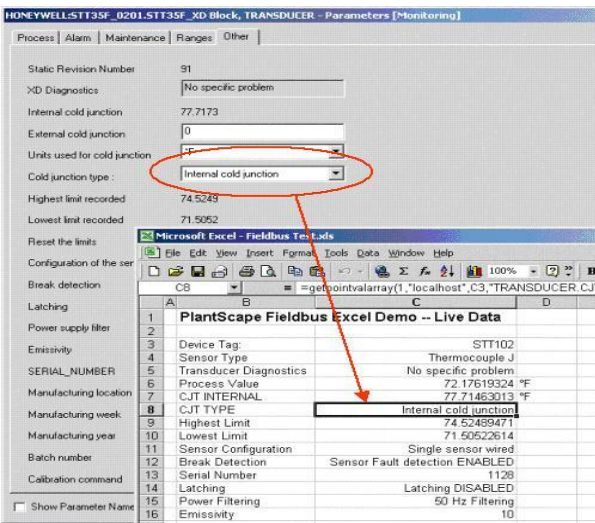 HONEYWELL:STT35F_0201.STT35F_XD Block, TRANSDUCER - Parameters [Monitoring]
Process Alarm Maintenance Ranges Other
Static Revision Number 91
XD Diagnostics No specific problem
Internal cold junction 77.7173
External cold junction 0
Units used for cold junction °F
Cold junction type : Internal cold junction
Highest limit recorded 74.5249
Lowest limit recorded 71.5052
Reset the limits
Configuration of the ser
Break detection
Latching
Power supply filter
Emissivity
SERIAL_NUMBER
Manufacturing location
Manufacturing week
Manufacturing year
Batch number
Calibration command
Show Parameter Name
Microsoft Excel - Fieldbus Test.xls
File Edit View Insert Format Tools Data Window Help
100%
C8 = =getpointvalarray(1,"localhost",C3,"TRANSDUCER.CJ
A B C D
1 PlantScape Fieldbus Excel Demo -- Live Data
2
3 Device Tag: STT102
4 Sensor Type Thermocouple J
5 Transducer Diagnostics No specific problem
6 Process Value 72.17619324 °F
7 CJT INTERNAL 77.71463013 °F
8 CJT TYPE Internal cold junction
9 Highest Limit 74.52489471
10 Lowest Limit 71.50522614
11 Sensor Configuration Single sensor wired
12 Break Detection Sensor Fault detection ENABLED
13 Serial Number 1128
14 Latching Latching DISABLED
15 Power Filtering 50 Hz Filtering
16 Emissivity 10